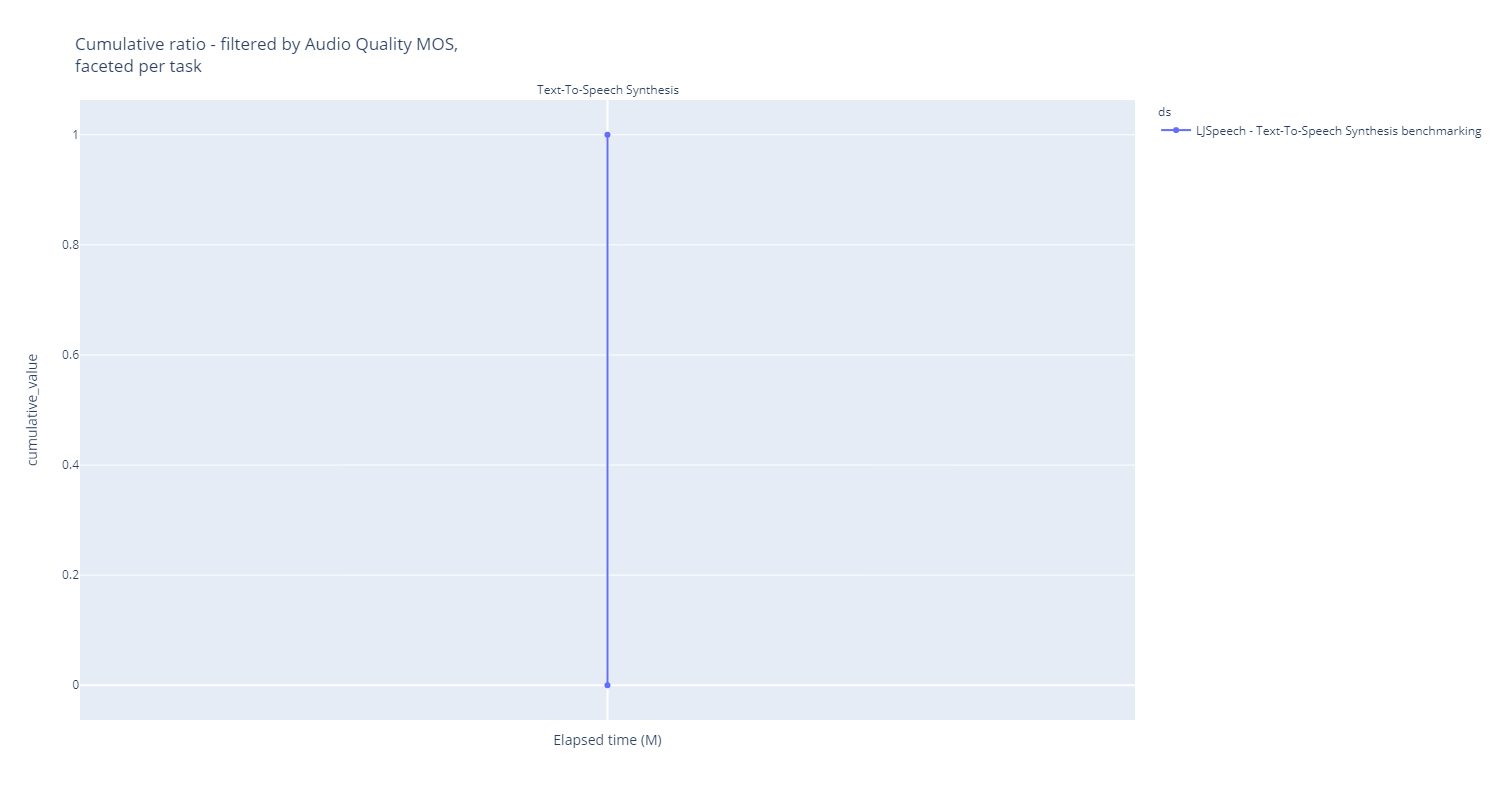 Cumulative ratio - filtered by Audio Quality MOS,
faceted per task
Text-To-Speech Synthesis
ds
LJSpeech - Text-To-Speech Synthesis benchmarking
1
0.8
0.6
0.4
0.2
0
cumulative_value
Elapsed time (M)